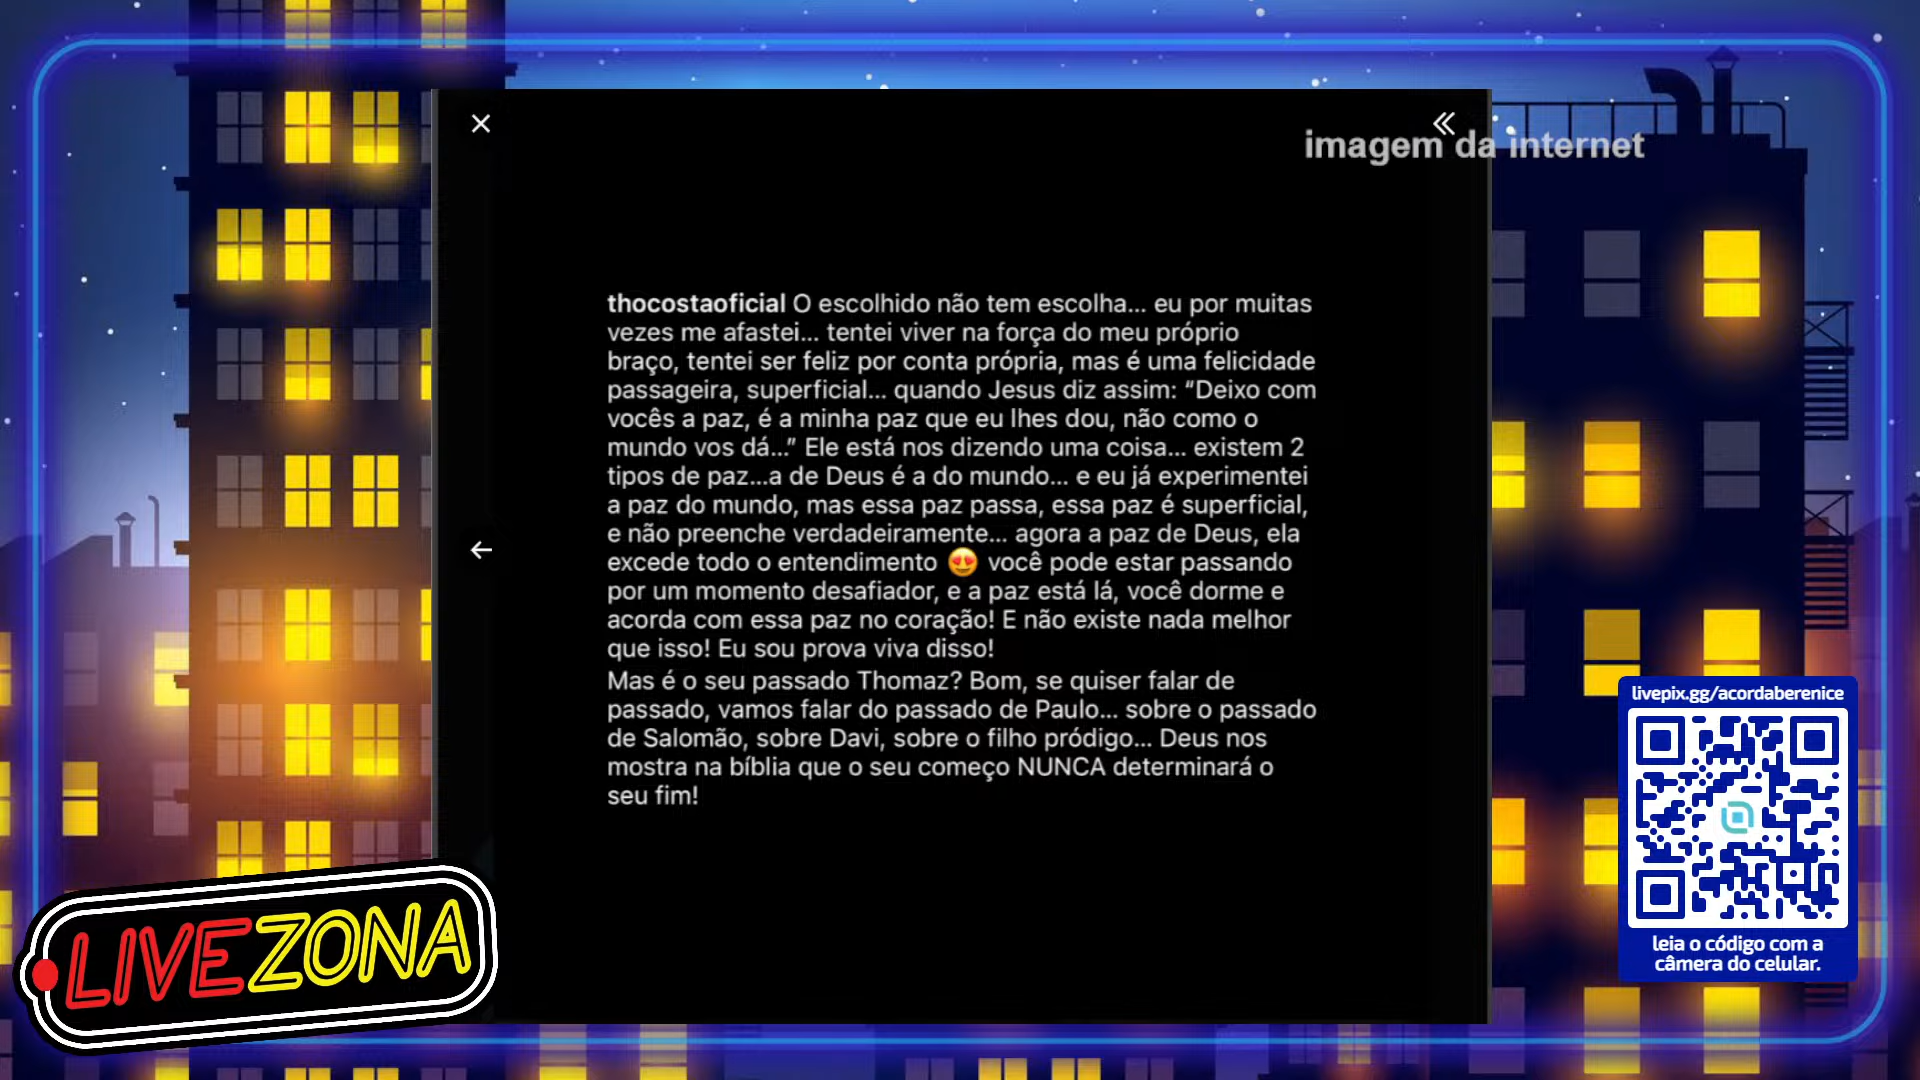 imagem da internet
thocostaoficial O escolhido não tem escolha... eu por muitas
vezes me afastei... tentei viver na força do meu próprio
braço, tentei ser feliz por conta própria, mas é uma felicidade
passageira, superficial... quando Jesus diz assim: “Deixo com
vocês a paz, é a minha paz que eu lhes dou, não como o
mundo vos dá...” Ele está nos dizendo uma coisa... existem 2
tipos de paz...a de Deus é a do mundo... e eu já experimentei
a paz do mundo, mas essa paz passa, essa paz é superficial,
e não preenche verdadeiramente... agora a paz de Deus, ela
excede todo o entendimento 😍 você pode estar passando
por um momento desafiador, e a paz está lá, você dorme e
acorda com essa paz no coração! E não existe nada melhor
que isso! Eu sou prova viva disso!
Mas é o seu passado Thomaz? Bom, se quiser falar de
passado, vamos falar do passado de Paulo... sobre o passado
de Salomão, sobre Davi, sobre o filho pródigo... Deus nos
mostra na bíblia que o seu começo NUNCA determinará o
seu fim!
livepix.gg/acordaberenice
leia o código com a
câmera do celular.
LIVEZONA